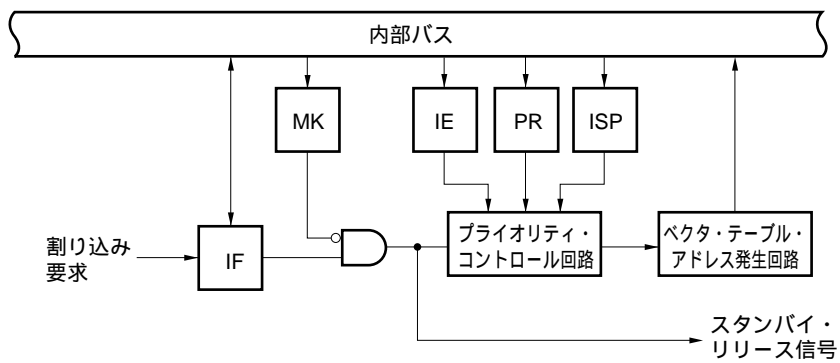 内部バス
MK
IE
PR
ISP
割り込み
要求
IF
プライオリティ・
コントロール回路
ベクタ・テーブル・
アドレス発生回路
スタンバイ・
リリース信号